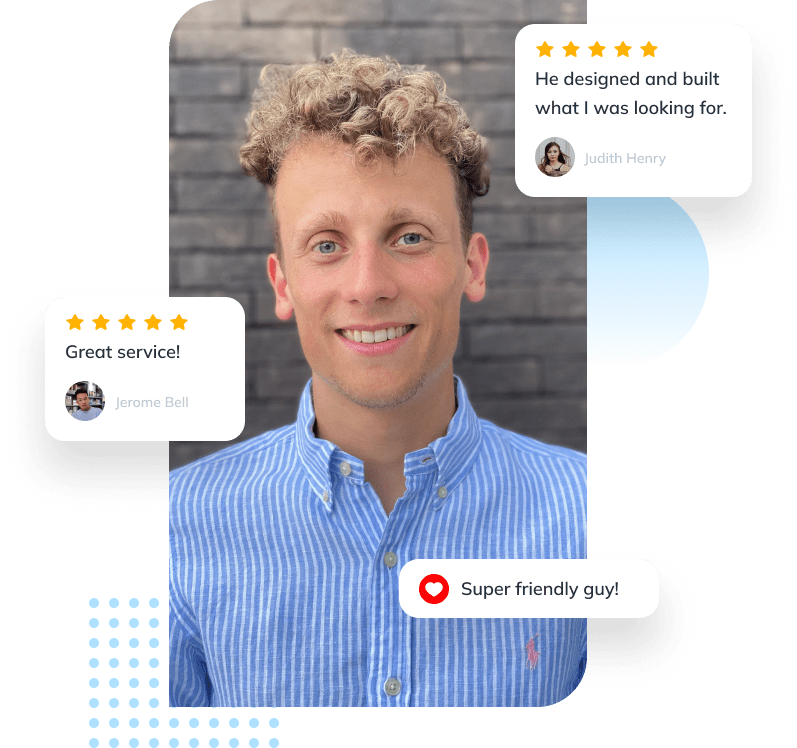 He designed and built
what I was looking for.
Judith Henry
Great service!
Jerome Bell
Super friendly guy!